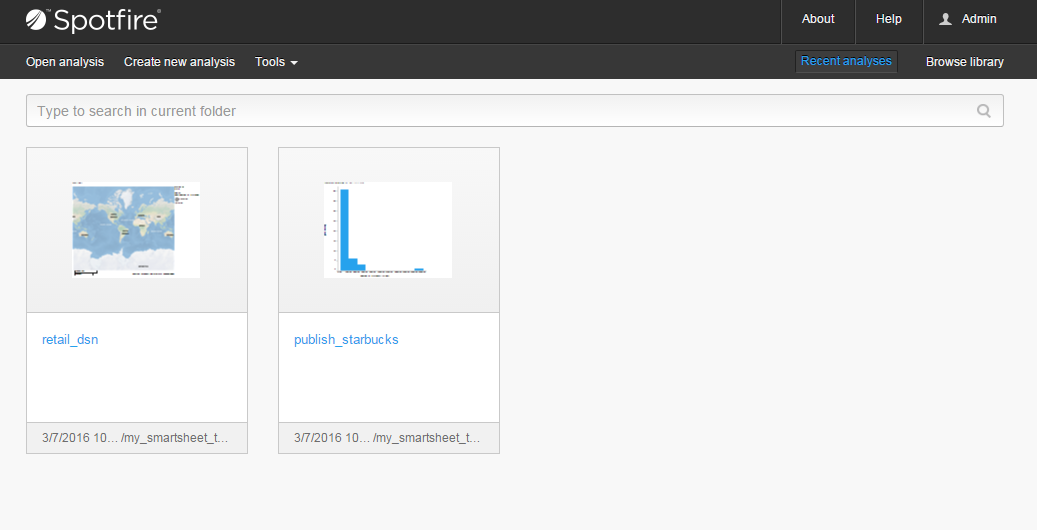 Spotfire®
About
Help
Admin
Open analysis
Create new analysis
Tools
Recent analyses
Browse library
Type to search in current folder
retail_dsn
publish_starbucks
3/7/2016 10... /my_smartsheet_t...
3/7/2016 10... /my_smartsheet_t...